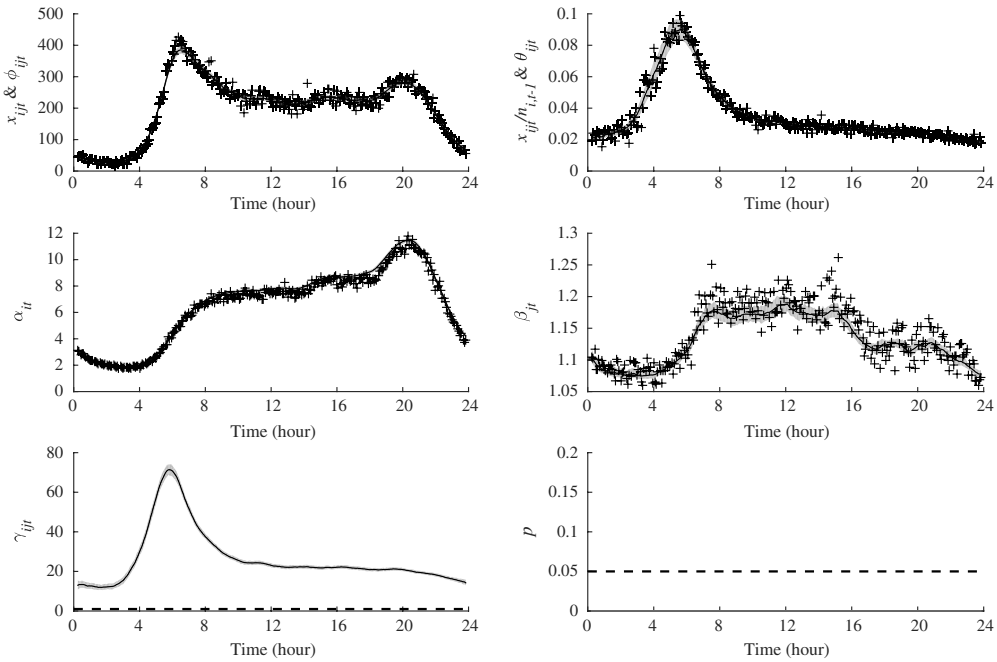 500
400
300
200
100
0
x_ijt & ϕ_ijt
0 4 8 12 16 20 24
Time (hour)
0.1
0.08
0.06
0.04
0.02
0
x_ijt/n_i,t-1 & θ_ijt
0 4 8 12 16 20 24
Time (hour)
12
10
8
6
4
2
0
α_it
0 4 8 12 16 20 24
Time (hour)
1.3
1.25
1.2
1.15
1.1
1.05
β_jt
0 4 8 12 16 20 24
Time (hour)
80
60
40
20
0
γ_ijt
0 4 8 12 16 20 24
Time (hour)
0.2
0.15
0.1
0.05
0
p
0 4 8 12 16 20 24
Time (hour)